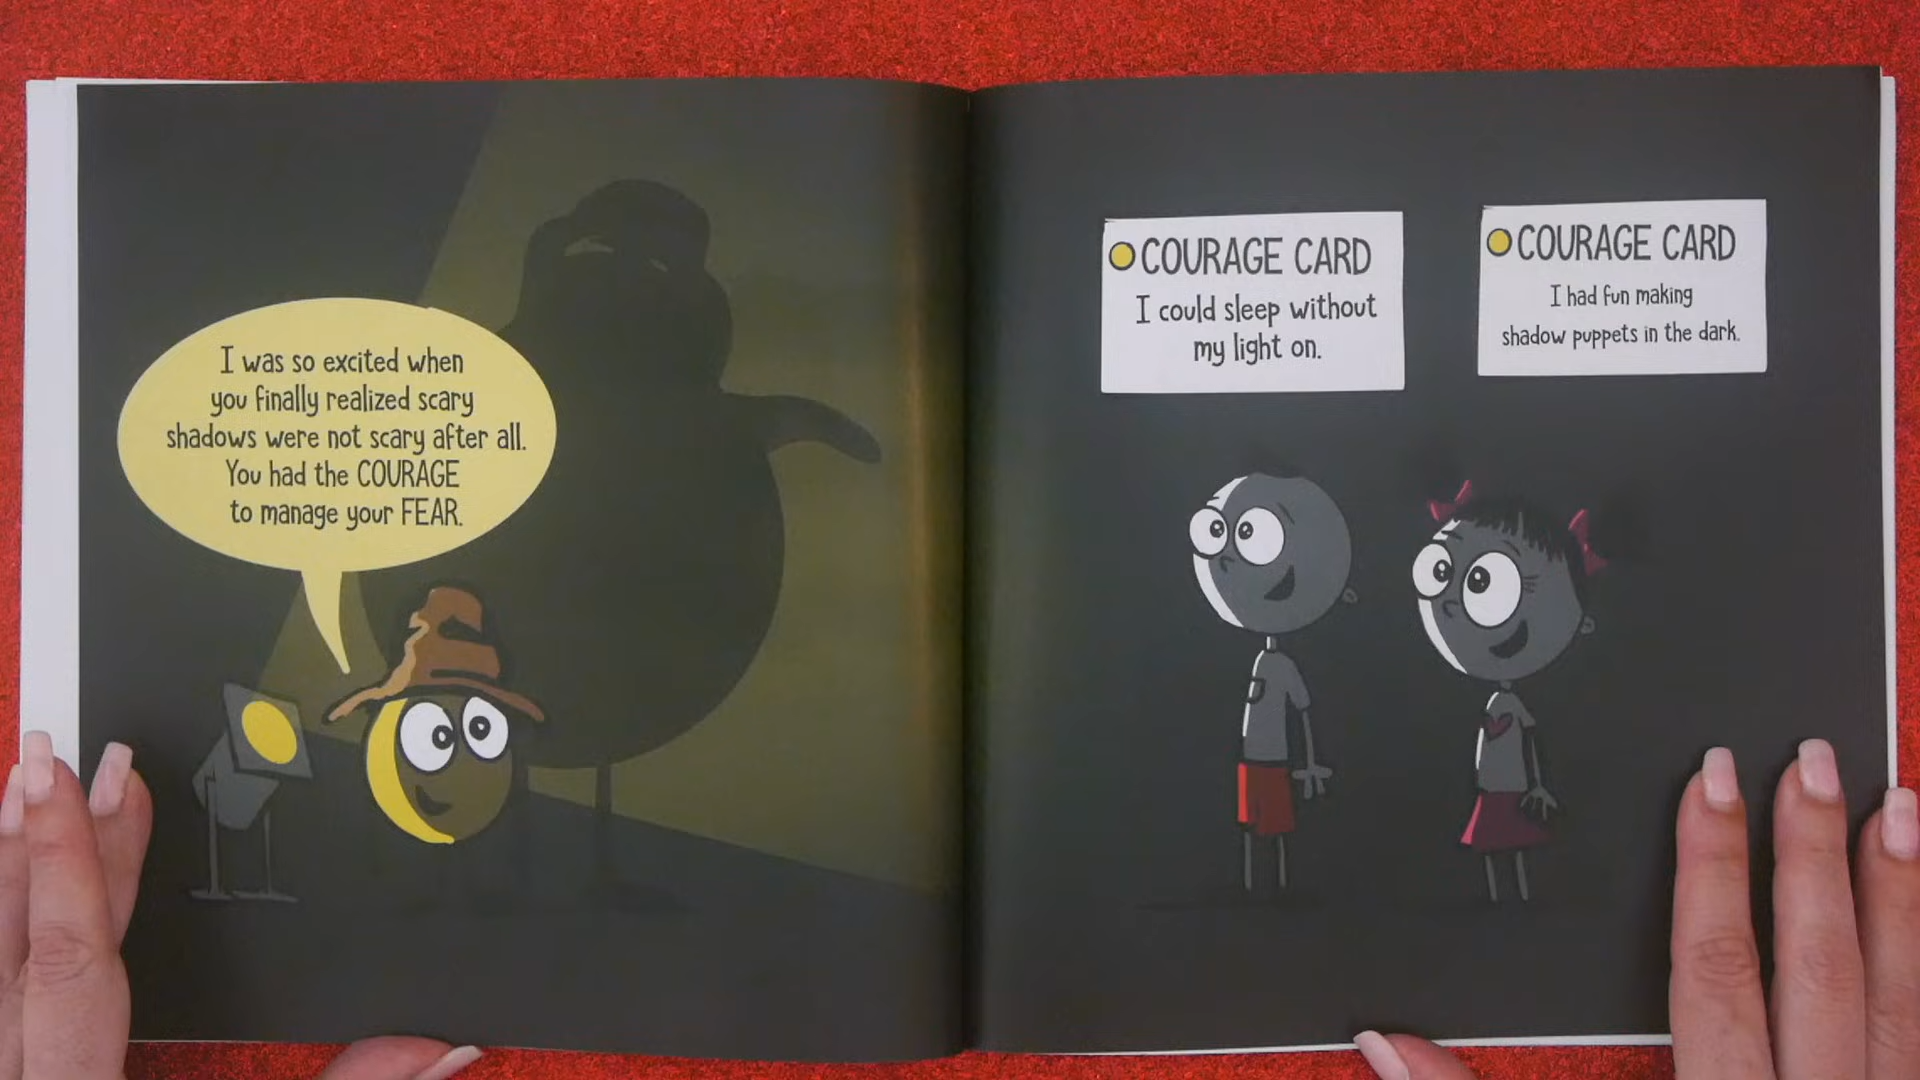 I was so excited when
you finally realized scary
shadows were not scary after all.
You had the COURAGE
to manage your FEAR.
COURAGE CARD
I could sleep without
my light on.
COURAGE CARD
I had fun making
shadow puppets in the dark.